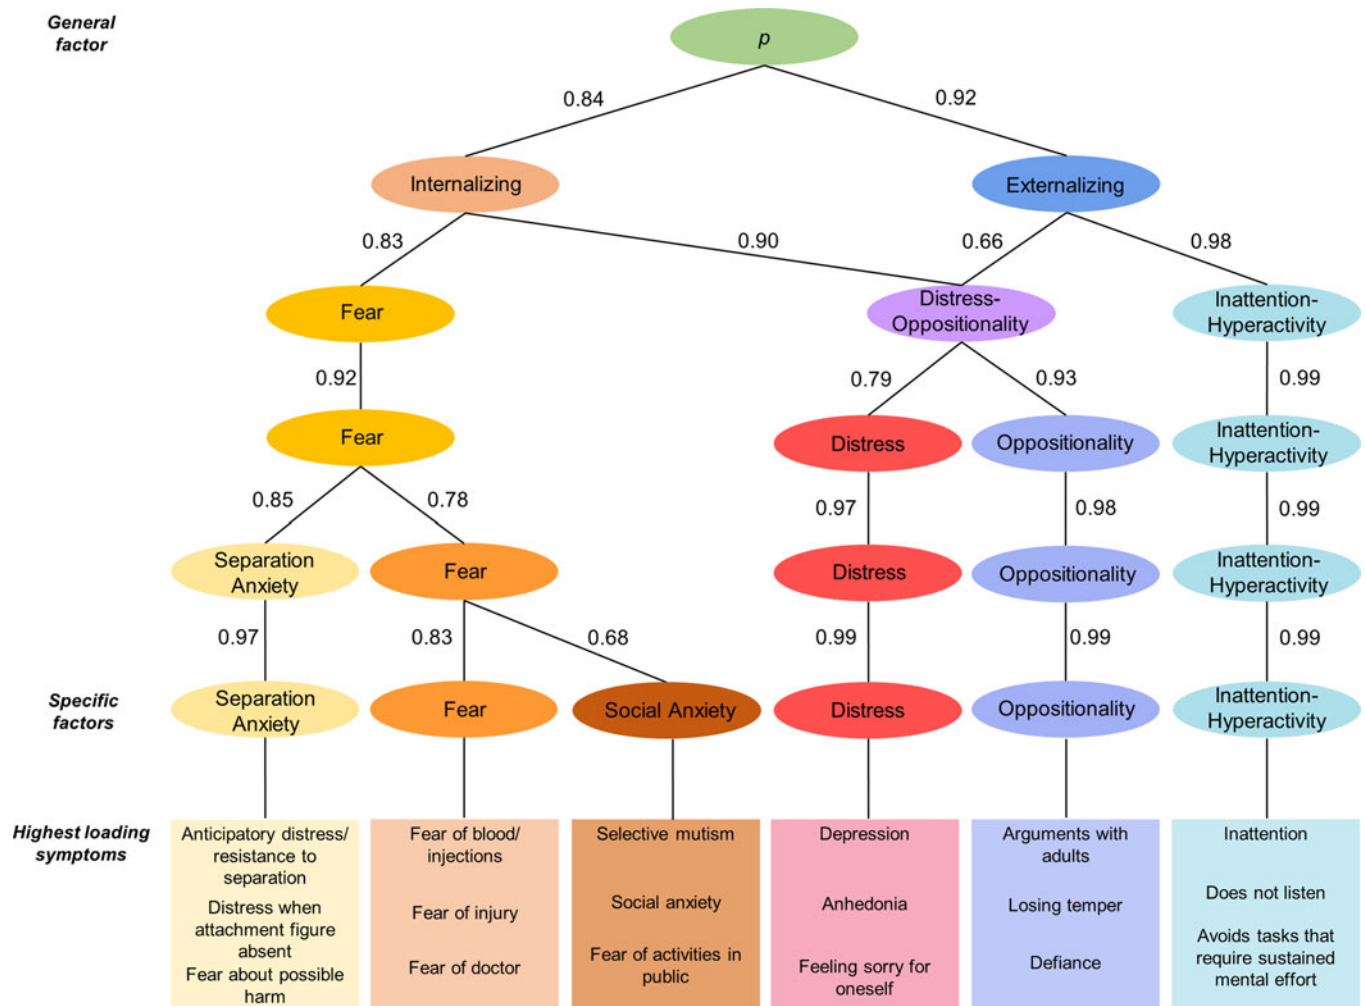 General
factor
p
0.84
0.92
Internalizing
Externalizing
0.83
0.90
0.66
0.98
Fear
Distress-
Oppositionality
Inattention-
Hyperactivity
0.92
0.79
0.93
0.99
Fear
Distress
Oppositionality
Inattention-
Hyperactivity
0.85
0.78
0.97
0.98
0.99
Separation
Anxiety
Fear
Distress
Oppositionality
Inattention-
Hyperactivity
0.97
0.83
0.68
0.99
0.99
0.99
Specific
factors
Separation
Anxiety
Fear
Social Anxiety
Distress
Oppositionality
Inattention-
Hyperactivity
Highest loading
symptoms
Anticipatory distress/
resistance to
separation
Distress when
attachment figure
absent
Fear about possible
harm
Fear of blood/
injections
Fear of injury
Fear of doctor
Selective mutism
Social anxiety
Fear of activities in
public
Depression
Anhedonia
Feeling sorry for
oneself
Arguments with
adults
Losing temper
Defiance
Inattention
Does not listen
Avoids tasks that
require sustained
mental effort